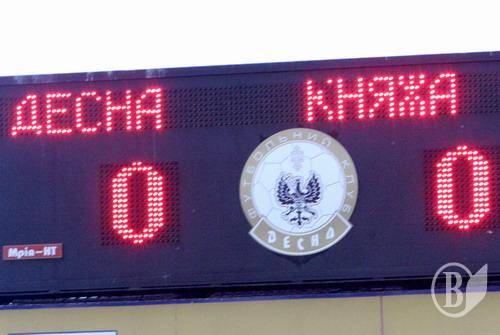 ДЕСНА КНЯЖА
0 0
ФУТБОЛЬНИЙ КЛУБ
ДЕСНА
Мрія-НТ
В